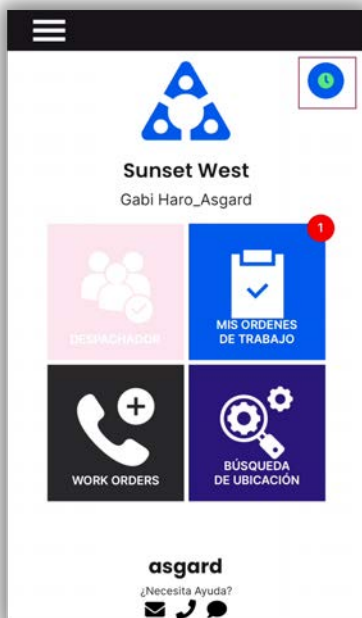 Sunset West
Gabi Haro_Asgard
1
DESPACHADOR
MIS ORDENES
DE TRABAJO
WORK ORDERS
BÚSQUEDA
DE UBICACIÓN
asgard
¿Necesita Ayuda?